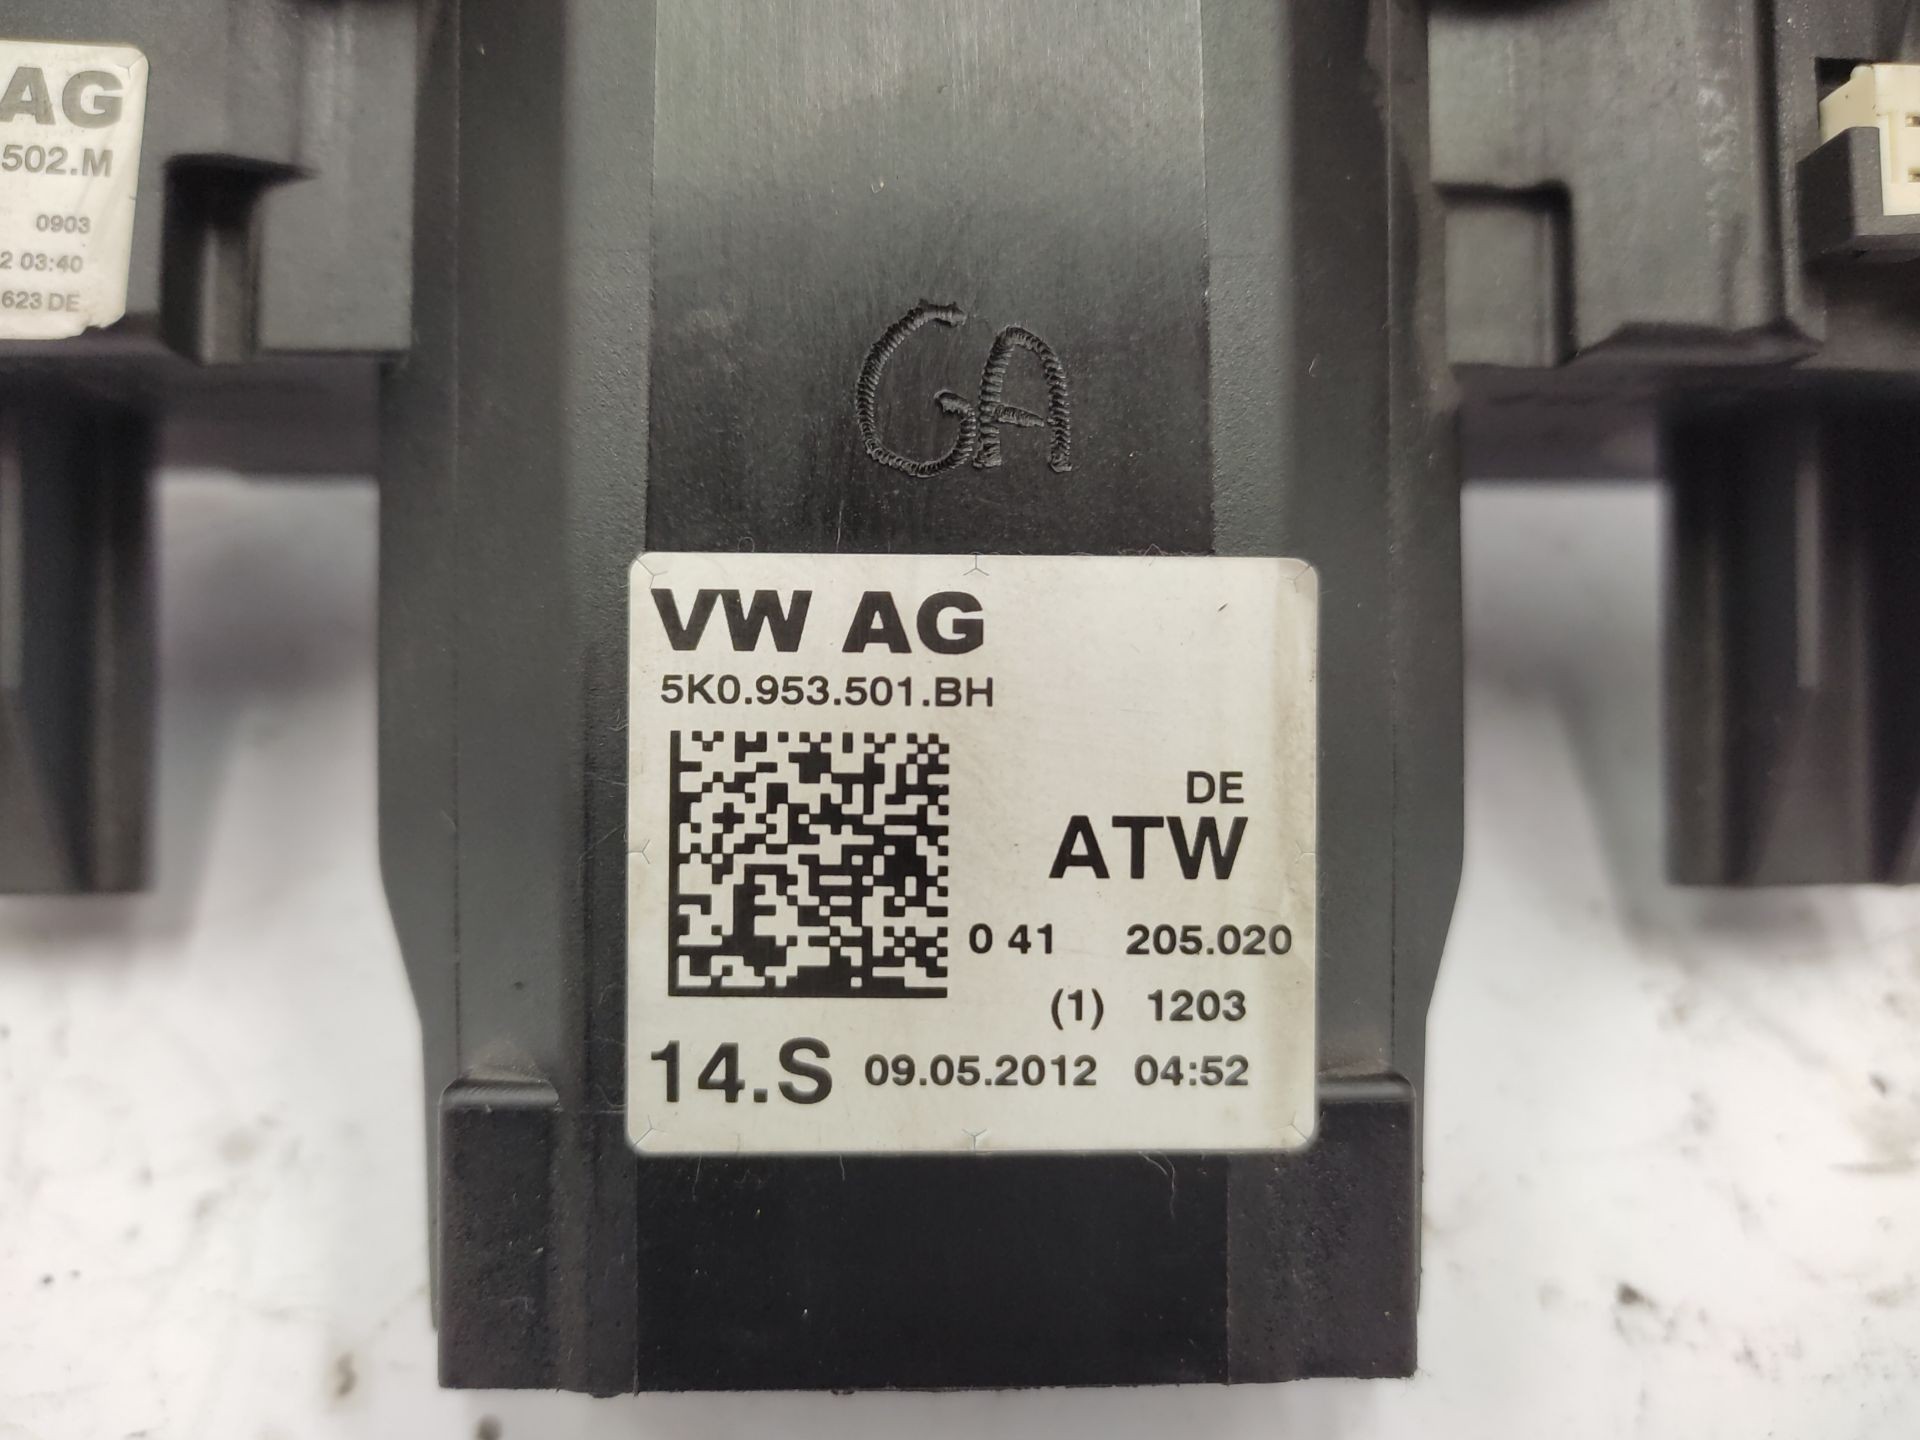 AG
502.M
0903
2 03:40
623 DE
GA
VW AG
5K0.953.501.BH
DE
ATW
0 41 205.020
(1) 1203
14.S 09.05.2012 04:52